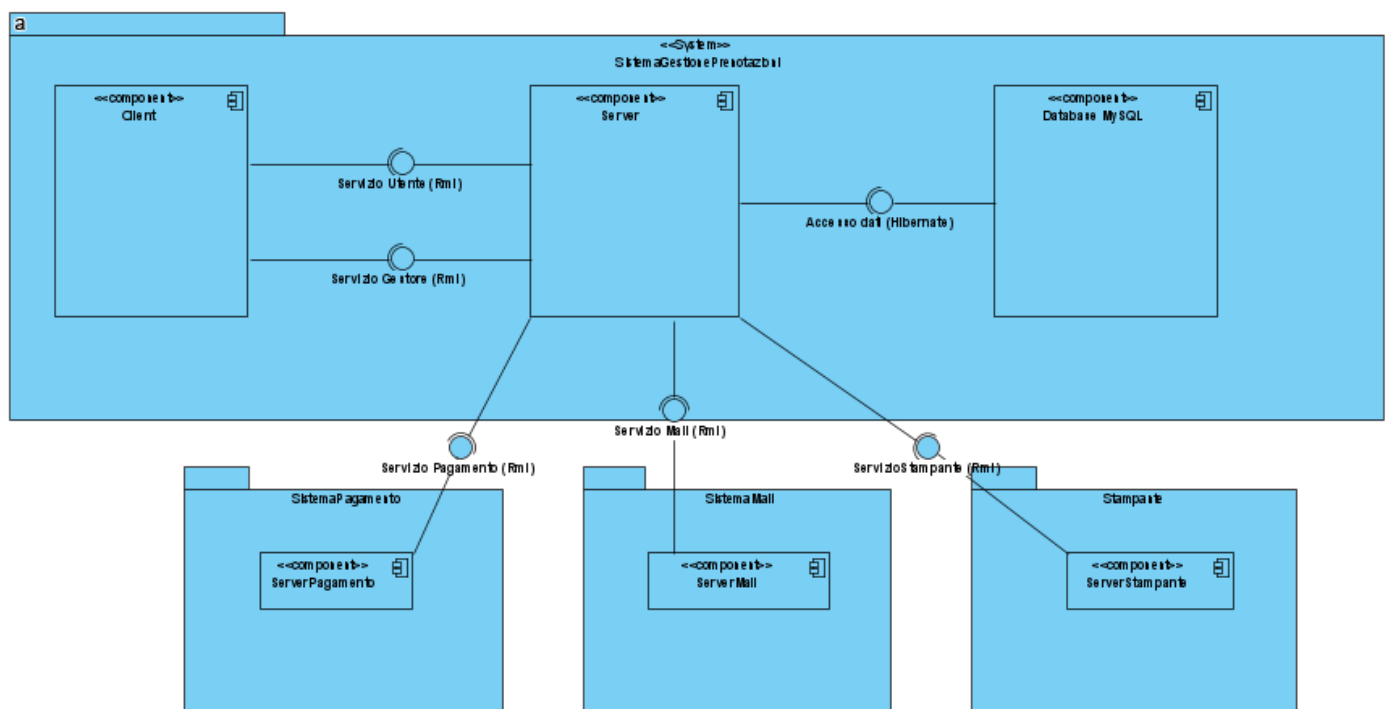 a
<<System>>
SistemaGestionePrenotazioni
<<component>>
Client
<<component>>
Server
<<component>>
Database MySQL
Servizio Utente (Rmi)
Accesso dati (Hibernate)
Servizio Gestore (Rmi)
Servizio Mail (Rmi)
Servizio Pagamento (Rmi)
ServizioStampante (Rmi)
SistemaPagamento
SistemaMail
Stampante
<<component>>
ServerPagamento
<<component>>
ServerMail
<<component>>
ServerStampante